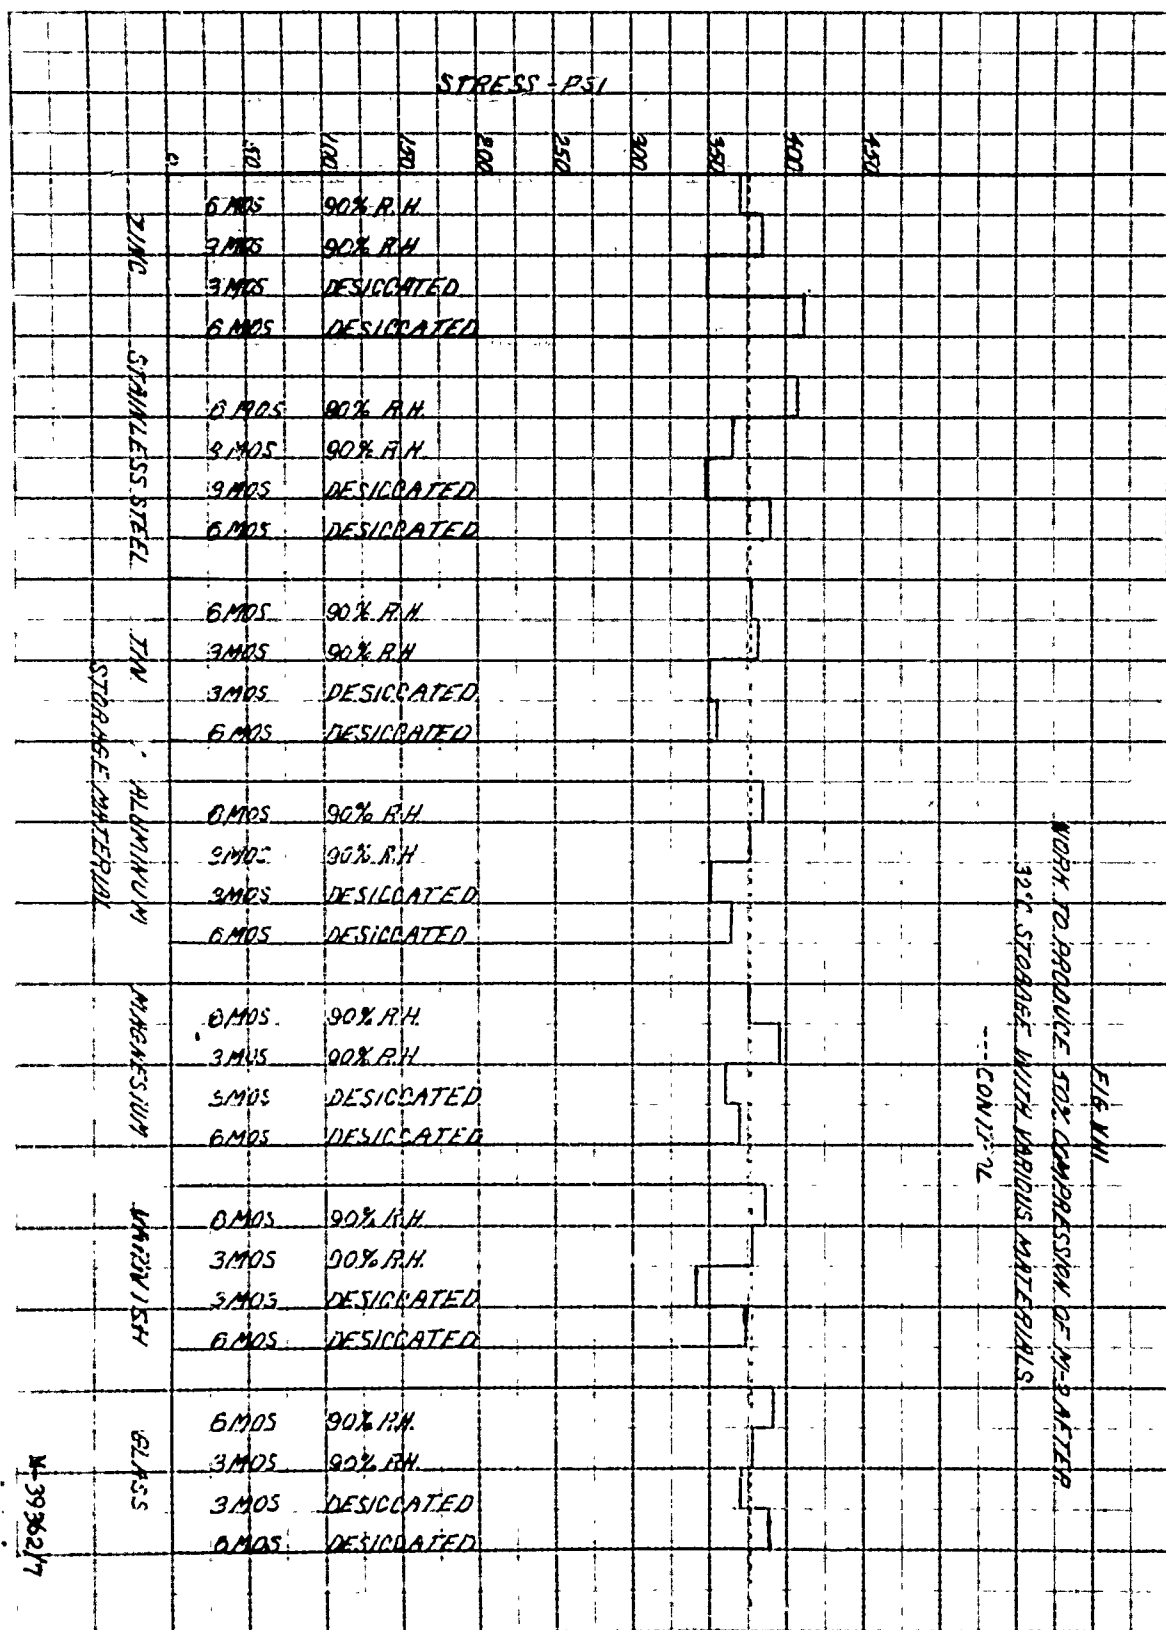 STRESS-PSI
0 50 100 150 200 250 300 350 400 450
ZINC
6 MOS 90% R.H.
3 MOS 90% R.H
3 MOS DESICCATED
6 MOS DESICCATED
STAINLESS STEEL
6 MOS 90% R.H.
3 MOS 90% R.H.
3 MOS DESICCATED
6 MOS DESICCATED
TIN
6 MOS 90% R.H.
3 MOS 90% R.H
3 MOS DESICCATED
6 MOS DESICCATED
ALUMINUM
6 MOS 90% R.H.
3 MOS 90% R.H
3 MOS DESICCATED
6 MOS DESICCATED
MAGNESIUM
6 MOS 90% R.H.
3 MOS 90% R.H.
3 MOS DESICCATED
6 MOS DESICCATED
VARNISH
6 MOS 90% R.H.
3 MOS 90% R.H.
3 MOS DESICCATED
6 MOS DESICCATED
GLASS
6 MOS 90% R.H.
3 MOS 90% R.H.
3 MOS DESICCATED
6 MOS DESICCATED
STORAGE MATERIAL
FIG
WORK TO PRODUCE 50% COMPRESSION OF M-2 AFTER
32°C STORAGE WITH VARIOUS MATERIALS
M-39362/7